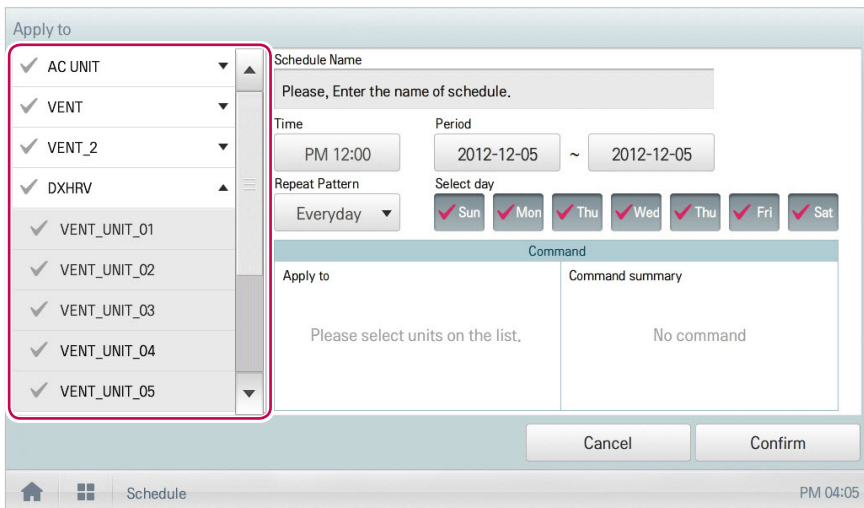 Apply to
AC UNIT
VENT
VENT_2
DXHRV
VENT_UNIT_01
VENT_UNIT_02
VENT_UNIT_03
VENT_UNIT_04
VENT_UNIT_05
Schedule Name
Please, Enter the name of schedule.
Time Period
PM 12:00 2012-12-05 ~ 2012-12-05
Repeat Pattern Select day
Everyday Sun Mon Thu Wed Thu Fri Sat
Command
Apply to Command summary
Please select units on the list. No command
Cancel Confirm
Schedule PM 04:05